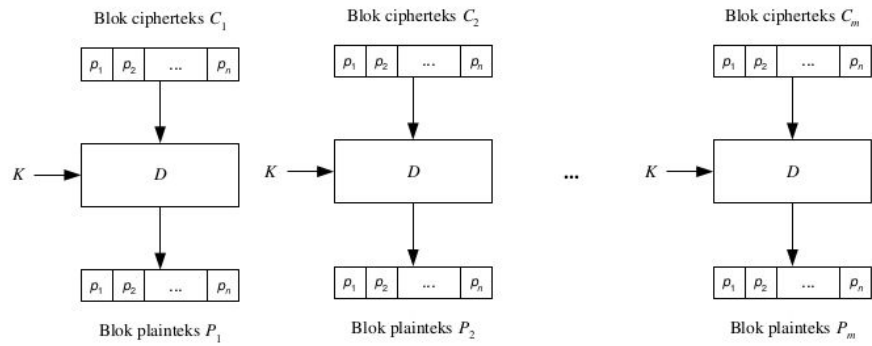 Blok cipherteks C₁ Blok cipherteks C₂ Blok cipherteks Cₘ
p₁ p₂ ... pₙ p₁ p₂ ... pₙ p₁ p₂ ... pₙ
K D K D ... K D
p₁ p₂ ... pₙ p₁ p₂ ... pₙ p₁ p₂ ... pₙ
Blok plainteks P₁ Blok plainteks P₂ Blok plainteks Pₘ